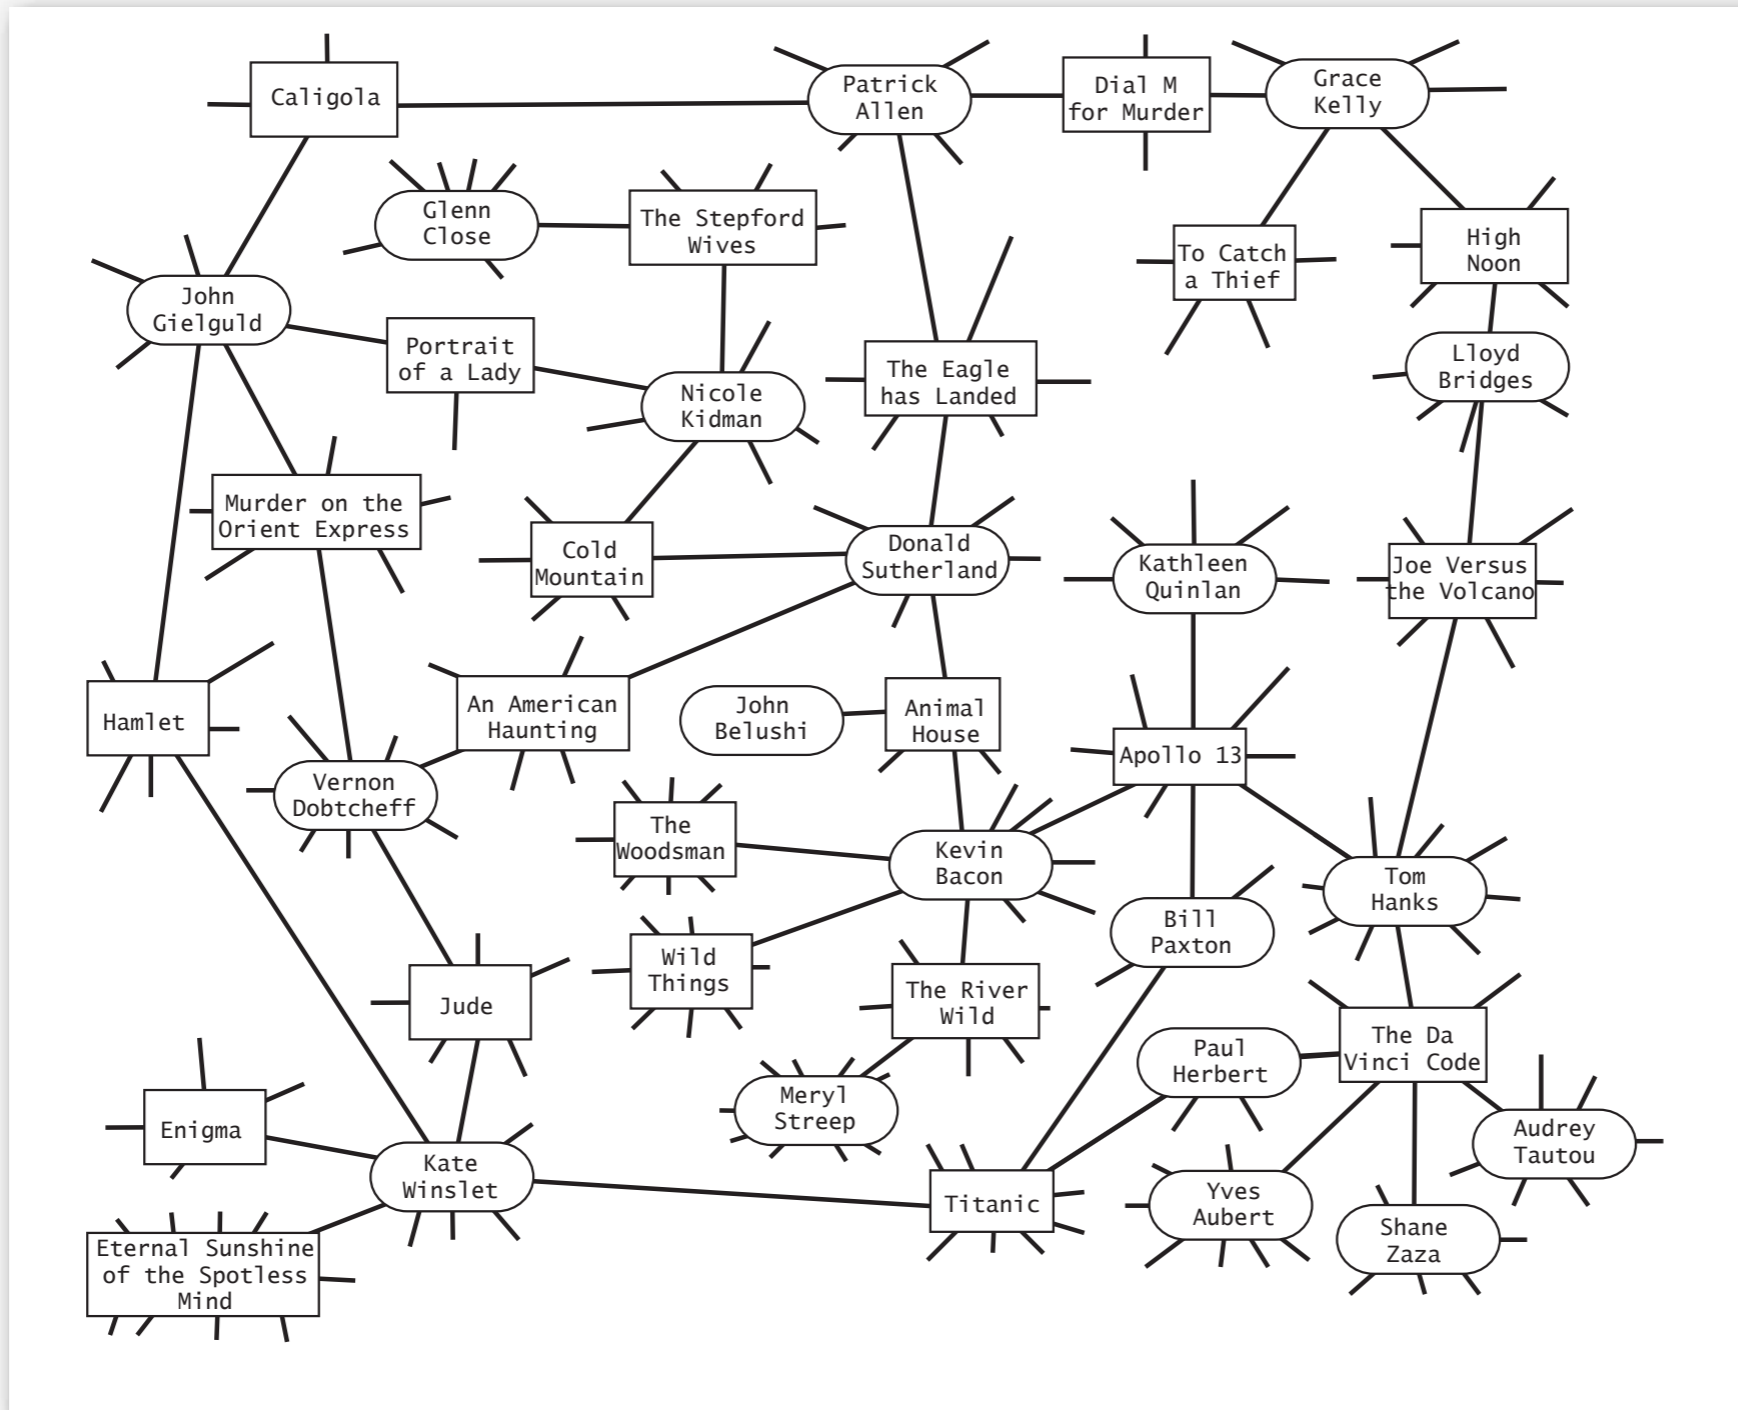 Caligola
Patrick
Allen
Dial M
for Murder
Grace
Kelly
Glenn
Close
The Stepford
Wives
To Catch
a Thief
High
Noon
John
Gielguld
Portrait
of a Lady
Nicole
Kidman
The Eagle
has Landed
Lloyd
Bridges
Murder on the
Orient Express
Cold
Mountain
Donald
Sutherland
Kathleen
Quinlan
Joe Versus
the Volcano
Hamlet
An American
Haunting
John
Belushi
Animal
House
Apollo 13
Vernon
Dobtcheff
The
Woodsman
Kevin
Bacon
Tom
Hanks
Bill
Paxton
Wild
Things
Jude
The River
Wild
The Da
Vinci Code
Paul
Herbert
Meryl
Streep
Enigma
Audrey
Tautou
Kate
Winslet
Titanic
Yves
Aubert
Shane
Zaza
Eternal Sunshine
of the Spotless
Mind